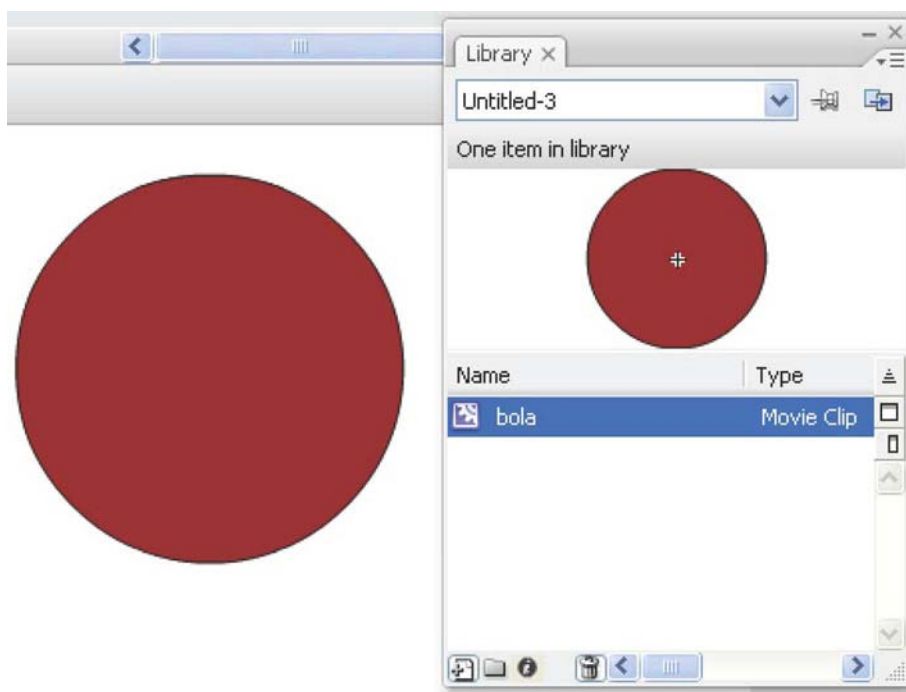 Library
Untitled-3
One item in library
Name Type
bola Movie Clip